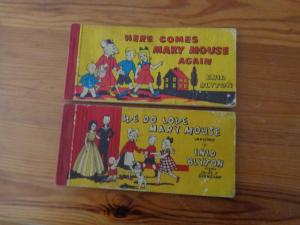 HERE COMES
MARY MOUSE
AGAIN
ENID
BLYTON
WE DO LOVE
MARY MOUSE
ENID
BLYTON